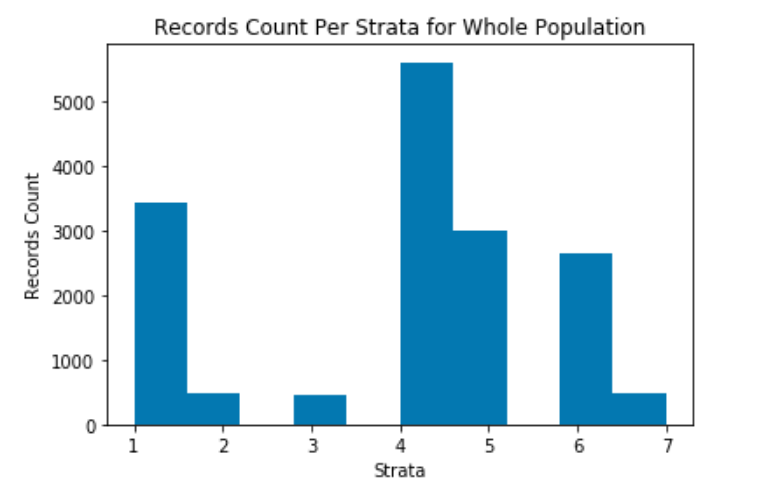 Records Count Per Strata for Whole Population
5000
4000
3000
2000
1000
0
Records Count
1 2 3 4 5 6 7
Strata